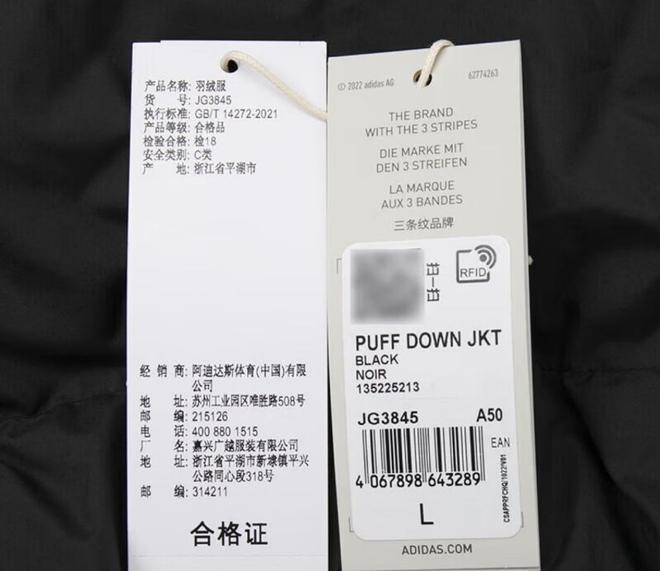 产品名称: 羽绒服
货 号: JG3845
执行标准: GB/T 14272-2021
产品等级: 合格品
检验合格: 检18
安全类别: C类
产 地: 浙江省平湖市
经 销 商: 阿迪达斯体育(中国)有限
公司
地 址: 苏州工业园区唯胜路508号
邮 编: 215126
电 话: 400 880 1515
厂 名: 嘉兴广越服装有限公司
地 址: 浙江省平湖市新埭镇平兴
公路同心段318号
邮 编: 314211
合格证
© 2022 adidas AG
62774263
THE BRAND
WITH THE 3 STRIPES
DIE MARKE MIT
DEN 3 STREIFEN
LA MARQUE
AUX 3 BANDES
三条纹品牌
RFID
扫一扫
PUFF DOWN JKT
BLACK
NOIR
135225213
JG3845 A50
EAN
4 067898 643289
L
ADIDAS.COM